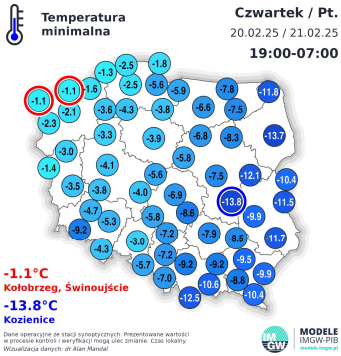 Temperatura
minimalna
Czwartek / Pt.
20.02.25 / 21.02.25
19:00-07:00
-1.8
-2.5
-1.3
-2.5 -5.6 -5.9 -7.8 -11.8
-1.1 -1.1 -1.6
-2.1 -3.6 -4.3 -3.8 -6.6 -7.5
-2.3
-3.3 -3.9 -6.8 -8.3 -13.7
-3.0 -5.8
-1.4 -4.1 -7.5 -12.1 -10.4
-3.5 -3.8 -4.0 -6.9 -13.8 -11.5
-4.7 -8.6 -9.9
-5.3 -5.8
-9.2 -7.2 -7.9 8.5 11.7
-4.3 -3.0
-7.2 -9.2 -9.5
-5.7 -9.2 -9.9
-7.0 -10.6 -8.8
-12.5 -10.4
-1.1°C
Kołobrzeg, Świnoujście
-13.8°C
Kozienice
Dane operacyjne ze stacji synoptycznych. Prezentowane wartości
w procesie kontroli i weryfikacji mogą ulec zmianie. Czas lokalny.
Wizualizacja danych: dr Alan Mandal
IMGW
MODELE
IMGW-PIB
modele.imgw.pl